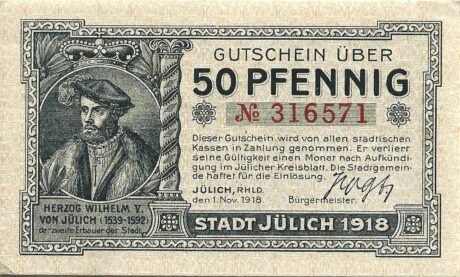 GUTSCHEIN ÜBER
50 PFENNIG
№ 316571
Dieser Gutschein wird von allen städtischen
Kassen in Zahlung genommen. Er verliert
seine Gültigkeit einen Monat nach Aufkündi-
gung im Jülicher Kreisblatt. Die Stadtgemein
de haftet für die Einlösung.
JÜLICH, RHLD.
d. 1. Nov. 1918.
Bürgermeister.
HERZOG WILHELM V.
VON JÜLICH (1539-1592)
der zweite Erbauer der Stadt.
STADT JÜLICH 1918